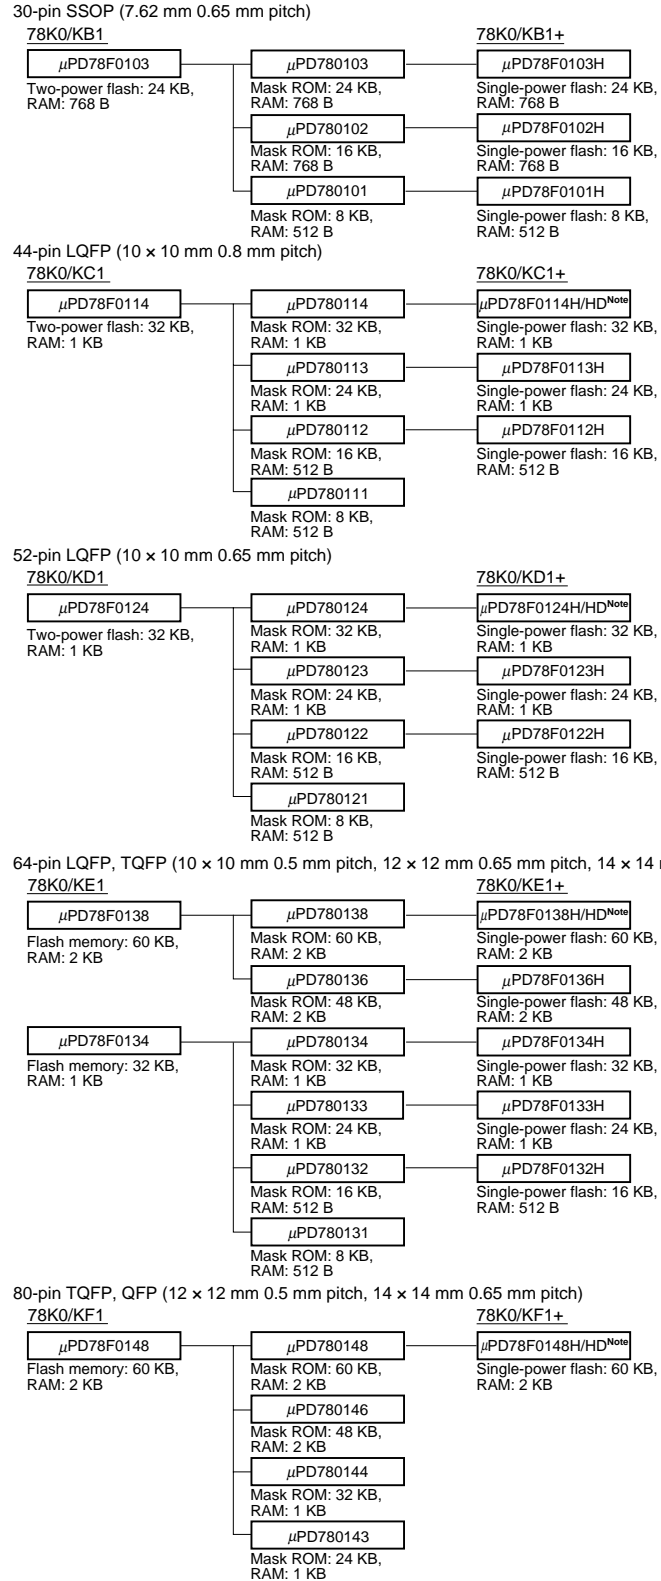 30-pin SSOP (7.62 mm 0.65 mm pitch)
78K0/KB1
78K0/KB1+
μPD78F0103
μPD780103
μPD78F0103H
Two-power flash: 24 KB,
RAM: 768 B
Mask ROM: 24 KB,
RAM: 768 B
Single-power flash: 24 KB,
RAM: 768 B
μPD780102
μPD78F0102H
Mask ROM: 16 KB,
RAM: 768 B
Single-power flash: 16 KB,
RAM: 768 B
μPD780101
μPD78F0101H
Mask ROM: 8 KB,
RAM: 512 B
Single-power flash: 8 KB,
RAM: 512 B
44-pin LQFP (10 × 10 mm 0.8 mm pitch)
78K0/KC1
78K0/KC1+
μPD78F0114
μPD780114
μPD78F0114H/HDNote
Two-power flash: 32 KB,
RAM: 1 KB
Mask ROM: 32 KB,
RAM: 1 KB
Single-power flash: 32 KB,
RAM: 1 KB
μPD780113
μPD78F0113H
Mask ROM: 24 KB,
RAM: 1 KB
Single-power flash: 24 KB,
RAM: 1 KB
μPD780112
μPD78F0112H
Mask ROM: 16 KB,
RAM: 512 B
Single-power flash: 16 KB,
RAM: 512 B
μPD780111
Mask ROM: 8 KB,
RAM: 512 B
52-pin LQFP (10 × 10 mm 0.65 mm pitch)
78K0/KD1
78K0/KD1+
μPD78F0124
μPD780124
μPD78F0124H/HDNote
Two-power flash: 32 KB,
RAM: 1 KB
Mask ROM: 32 KB,
RAM: 1 KB
Single-power flash: 32 KB,
RAM: 1 KB
μPD780123
μPD78F0123H
Mask ROM: 24 KB,
RAM: 1 KB
Single-power flash: 24 KB,
RAM: 1 KB
μPD780122
μPD78F0122H
Mask ROM: 16 KB,
RAM: 512 B
Single-power flash: 16 KB,
RAM: 512 B
μPD780121
Mask ROM: 8 KB,
RAM: 512 B
64-pin LQFP, TQFP (10 × 10 mm 0.5 mm pitch, 12 × 12 mm 0.65 mm pitch, 14 × 14
78K0/KE1
78K0/KE1+
μPD78F0138
μPD780138
μPD78F0138H/HDNote
Flash memory: 60 KB,
RAM: 2 KB
Mask ROM: 60 KB,
RAM: 2 KB
Single-power flash: 60 KB,
RAM: 2 KB
μPD780136
μPD78F0136H
Mask ROM: 48 KB,
RAM: 2 KB
Single-power flash: 48 KB,
RAM: 2 KB
μPD78F0134
μPD780134
μPD78F0134H
Flash memory: 32 KB,
RAM: 1 KB
Mask ROM: 32 KB,
RAM: 1 KB
Single-power flash: 32 KB,
RAM: 1 KB
μPD780133
μPD78F0133H
Mask ROM: 24 KB,
RAM: 1 KB
Single-power flash: 24 KB,
RAM: 1 KB
μPD780132
μPD78F0132H
Mask ROM: 16 KB,
RAM: 512 B
Single-power flash: 16 KB,
RAM: 512 B
μPD780131
Mask ROM: 8 KB,
RAM: 512 B
80-pin TQFP, QFP (12 × 12 mm 0.5 mm pitch, 14 × 14 mm 0.65 mm pitch)
78K0/KF1
78K0/KF1+
μPD78F0148
μPD780148
μPD78F0148H/HDNote
Flash memory: 60 KB,
RAM: 2 KB
Mask ROM: 60 KB,
RAM: 2 KB
Single-power flash: 60 KB,
RAM: 2 KB
μPD780146
Mask ROM: 48 KB,
RAM: 2 KB
μPD780144
Mask ROM: 32 KB,
RAM: 1 KB
μPD780143
Mask ROM: 24 KB,
RAM: 1 KB